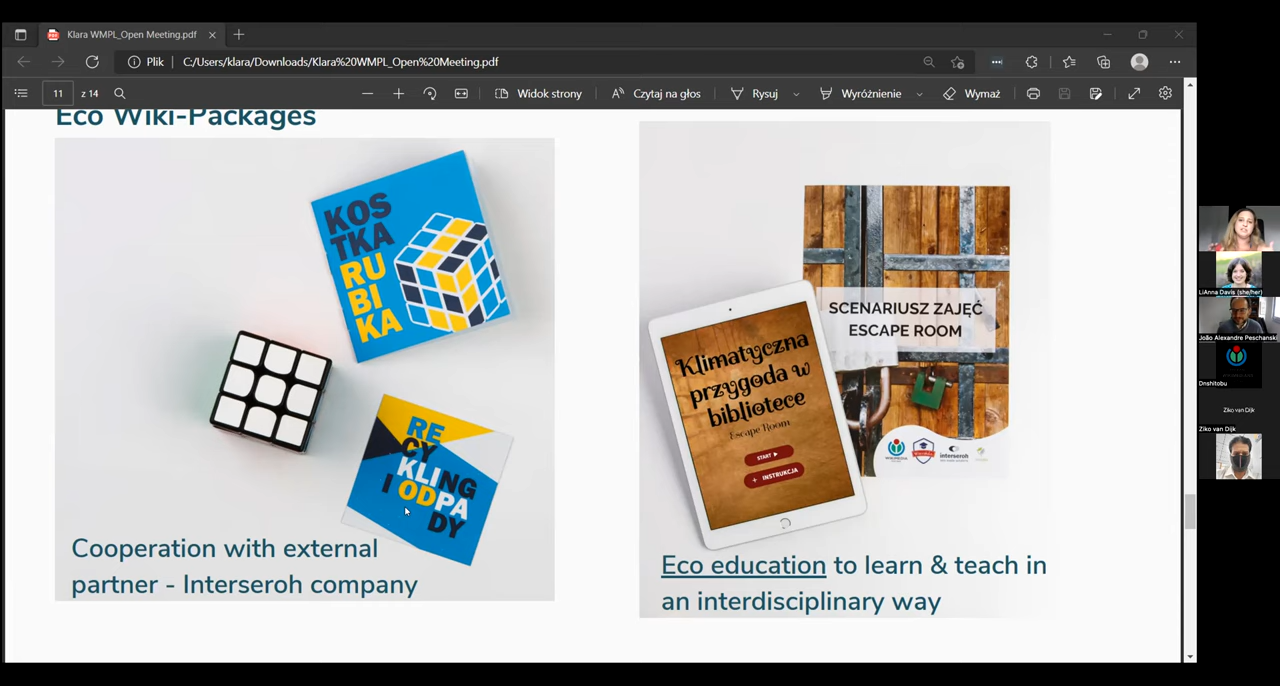 Klara WMPL_Open Meeting.pdf
Plik
C:/Users/klara/Downloads/Klara%20WMPL_Open%20Meeting.pdf
11 z 14
Widok strony
Czytaj na głos
Rysuj
Wyróżnienie
Wymaż
Eco Wiki-Packages
KOS
TKA
RU
BI
KA
RE
CY
KLING
I ODPA
DY
Cooperation with external
partner - Interseroh company
SCENARIUSZ ZAJĘĆ
ESCAPE ROOM
interseroh
Klimatyczna
przygoda w
bibliotece
Escape Room
START
+ INSTRUKCJA
Eco education to learn & teach in
an interdisciplinary way
LiAnna Davis (she/her)
João Alexandre Peschanski
Dnshitobu
Ziko van Dijk
Ziko van Dijk